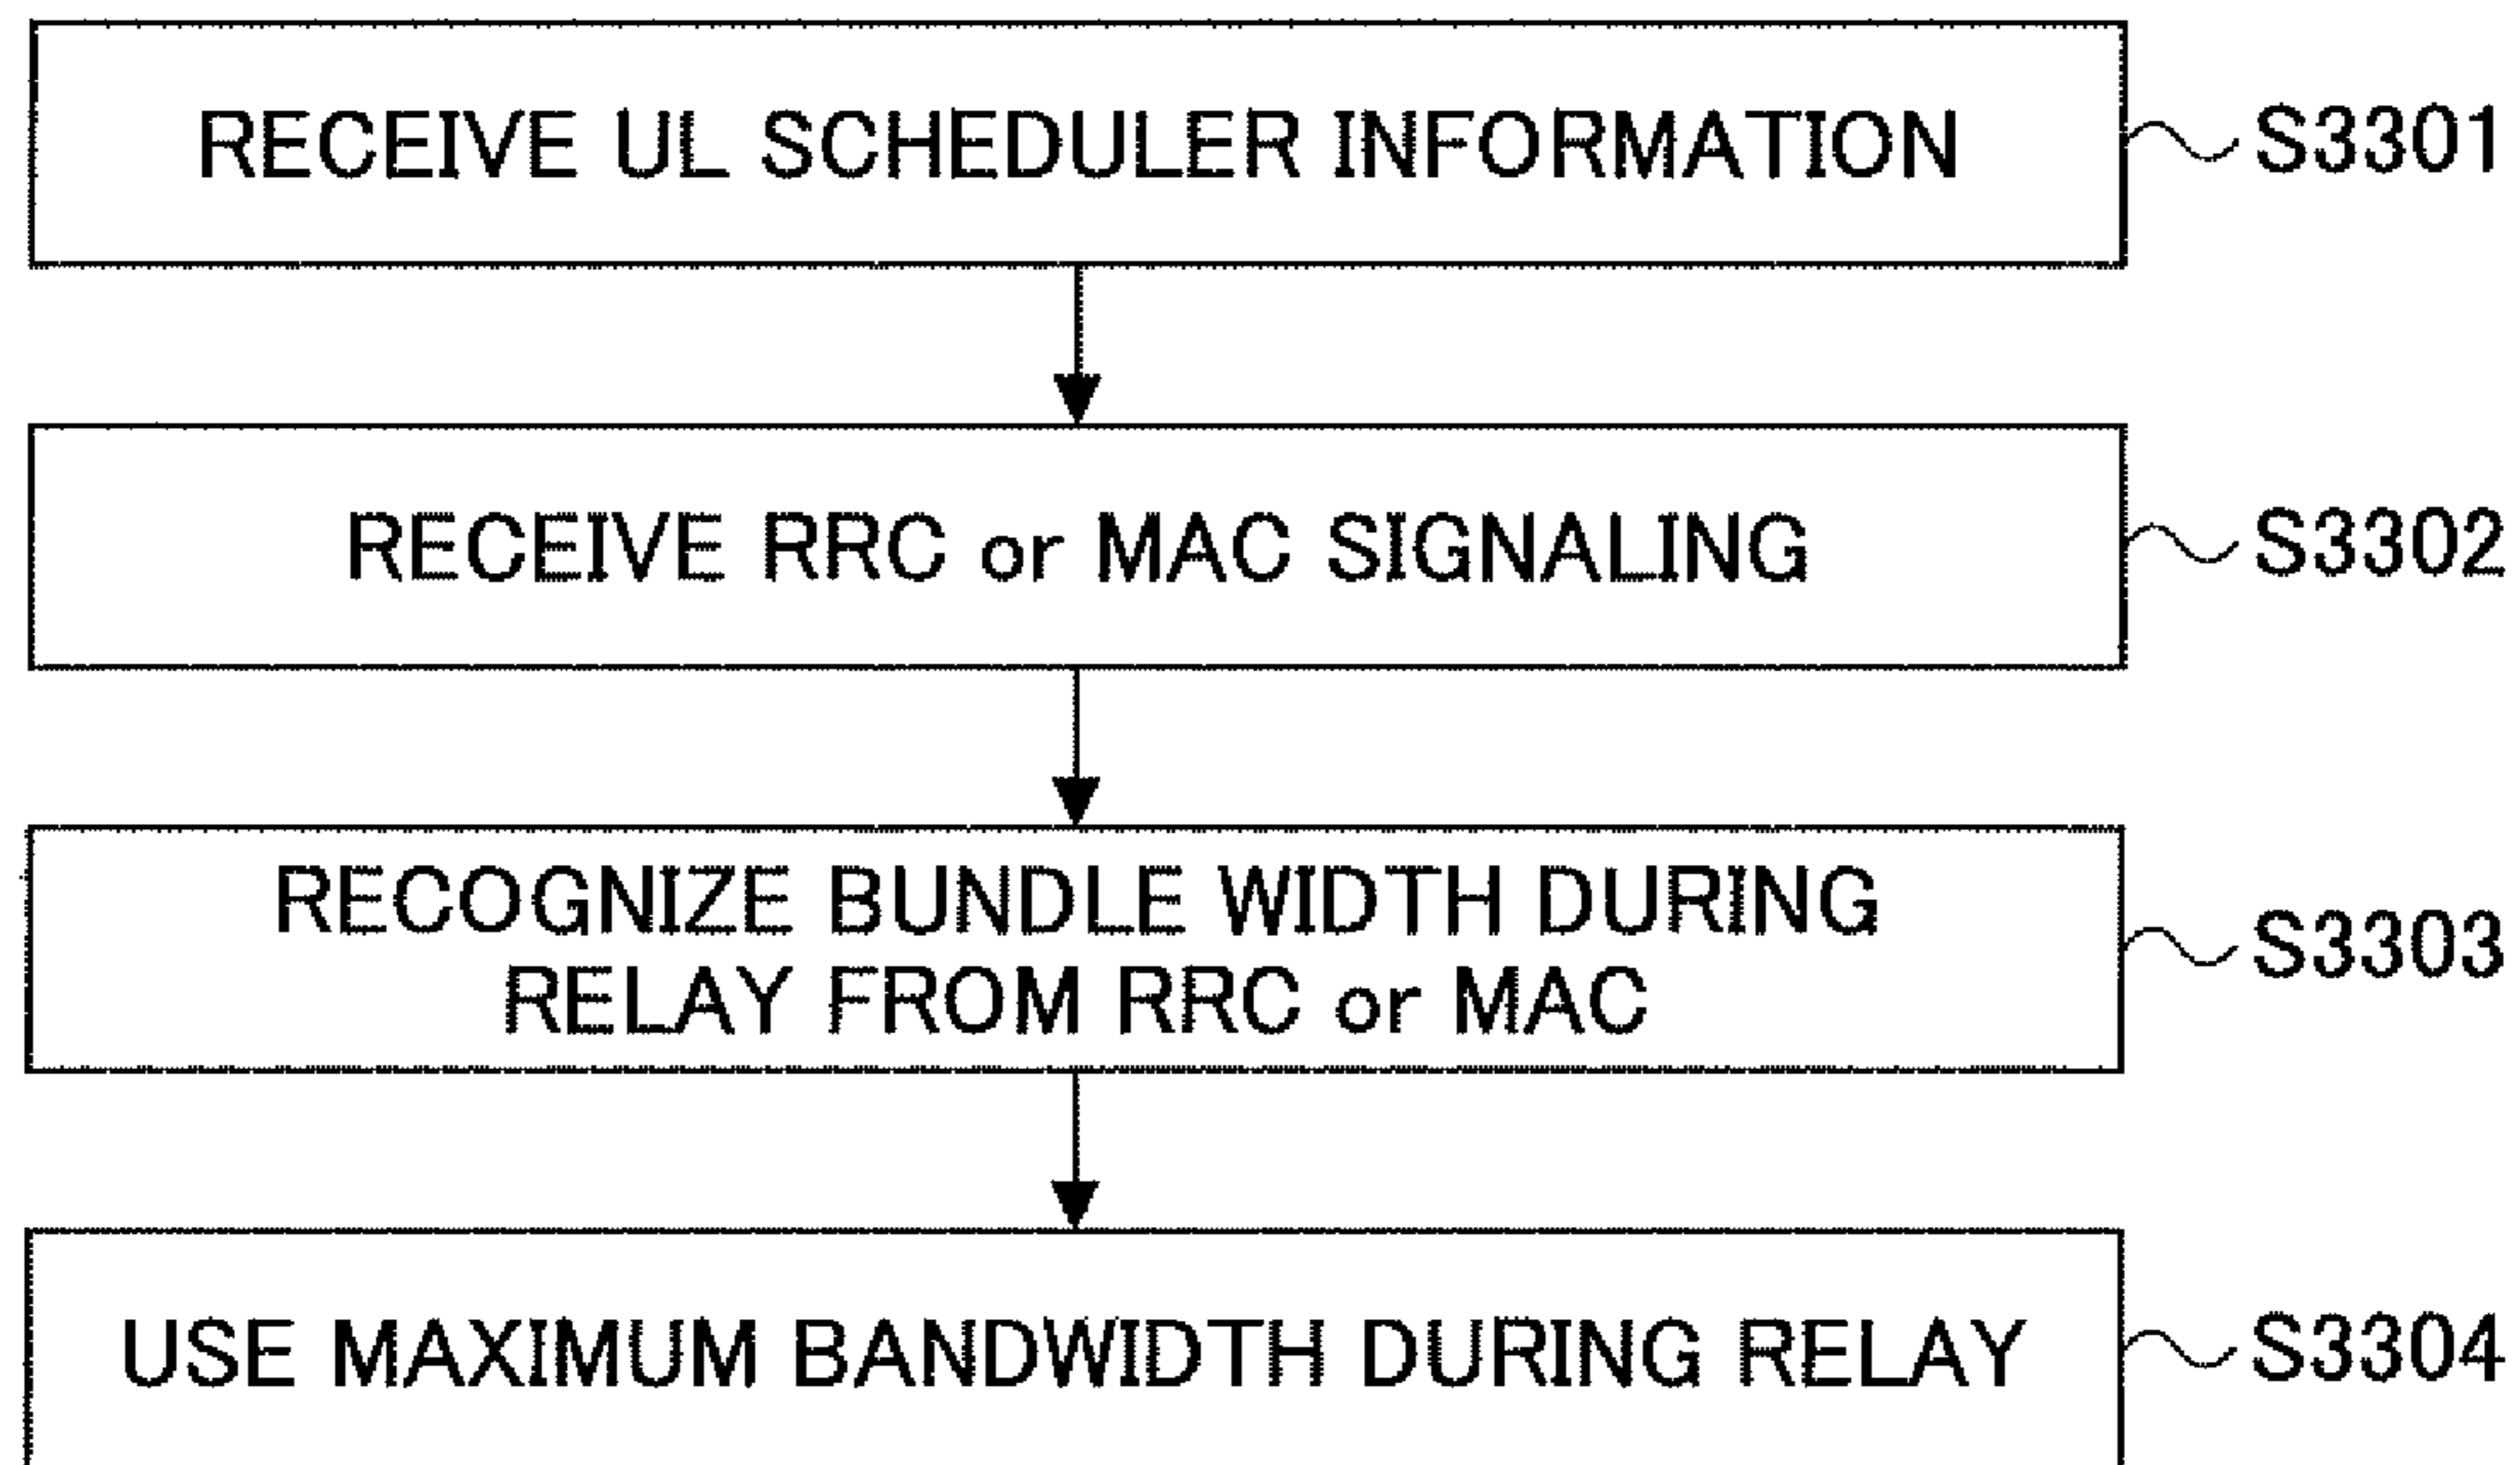 RECEIVE UL SCHEDULER INFORMATION
S3301
RECEIVE RRC or MAC SIGNALING
S3302
RECOGNIZE BUNDLE WIDTH DURING
RELAY FROM RRC or MAC
S3303
USE MAXIMUM BANDWIDTH DURING RELAY
S3304